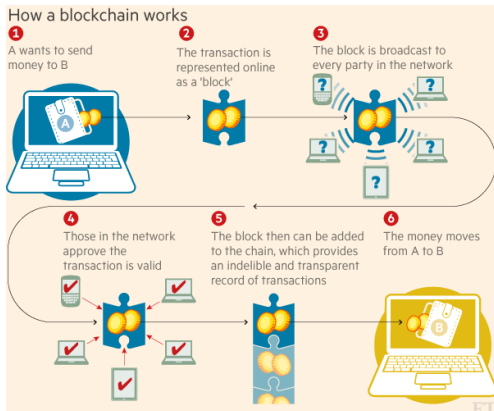 How a blockchain works
1
A wants to send
money to B
2
The transaction is
represented online
as a 'block'
3
The block is broadcast to
every party in the network
A
?
?
?
?
?
4
Those in the network
approve the
transaction is valid
5
The block then can be added
to the chain, which provides
an indelible and transparent
record of transactions
6
The money moves
from A to B
B
FT